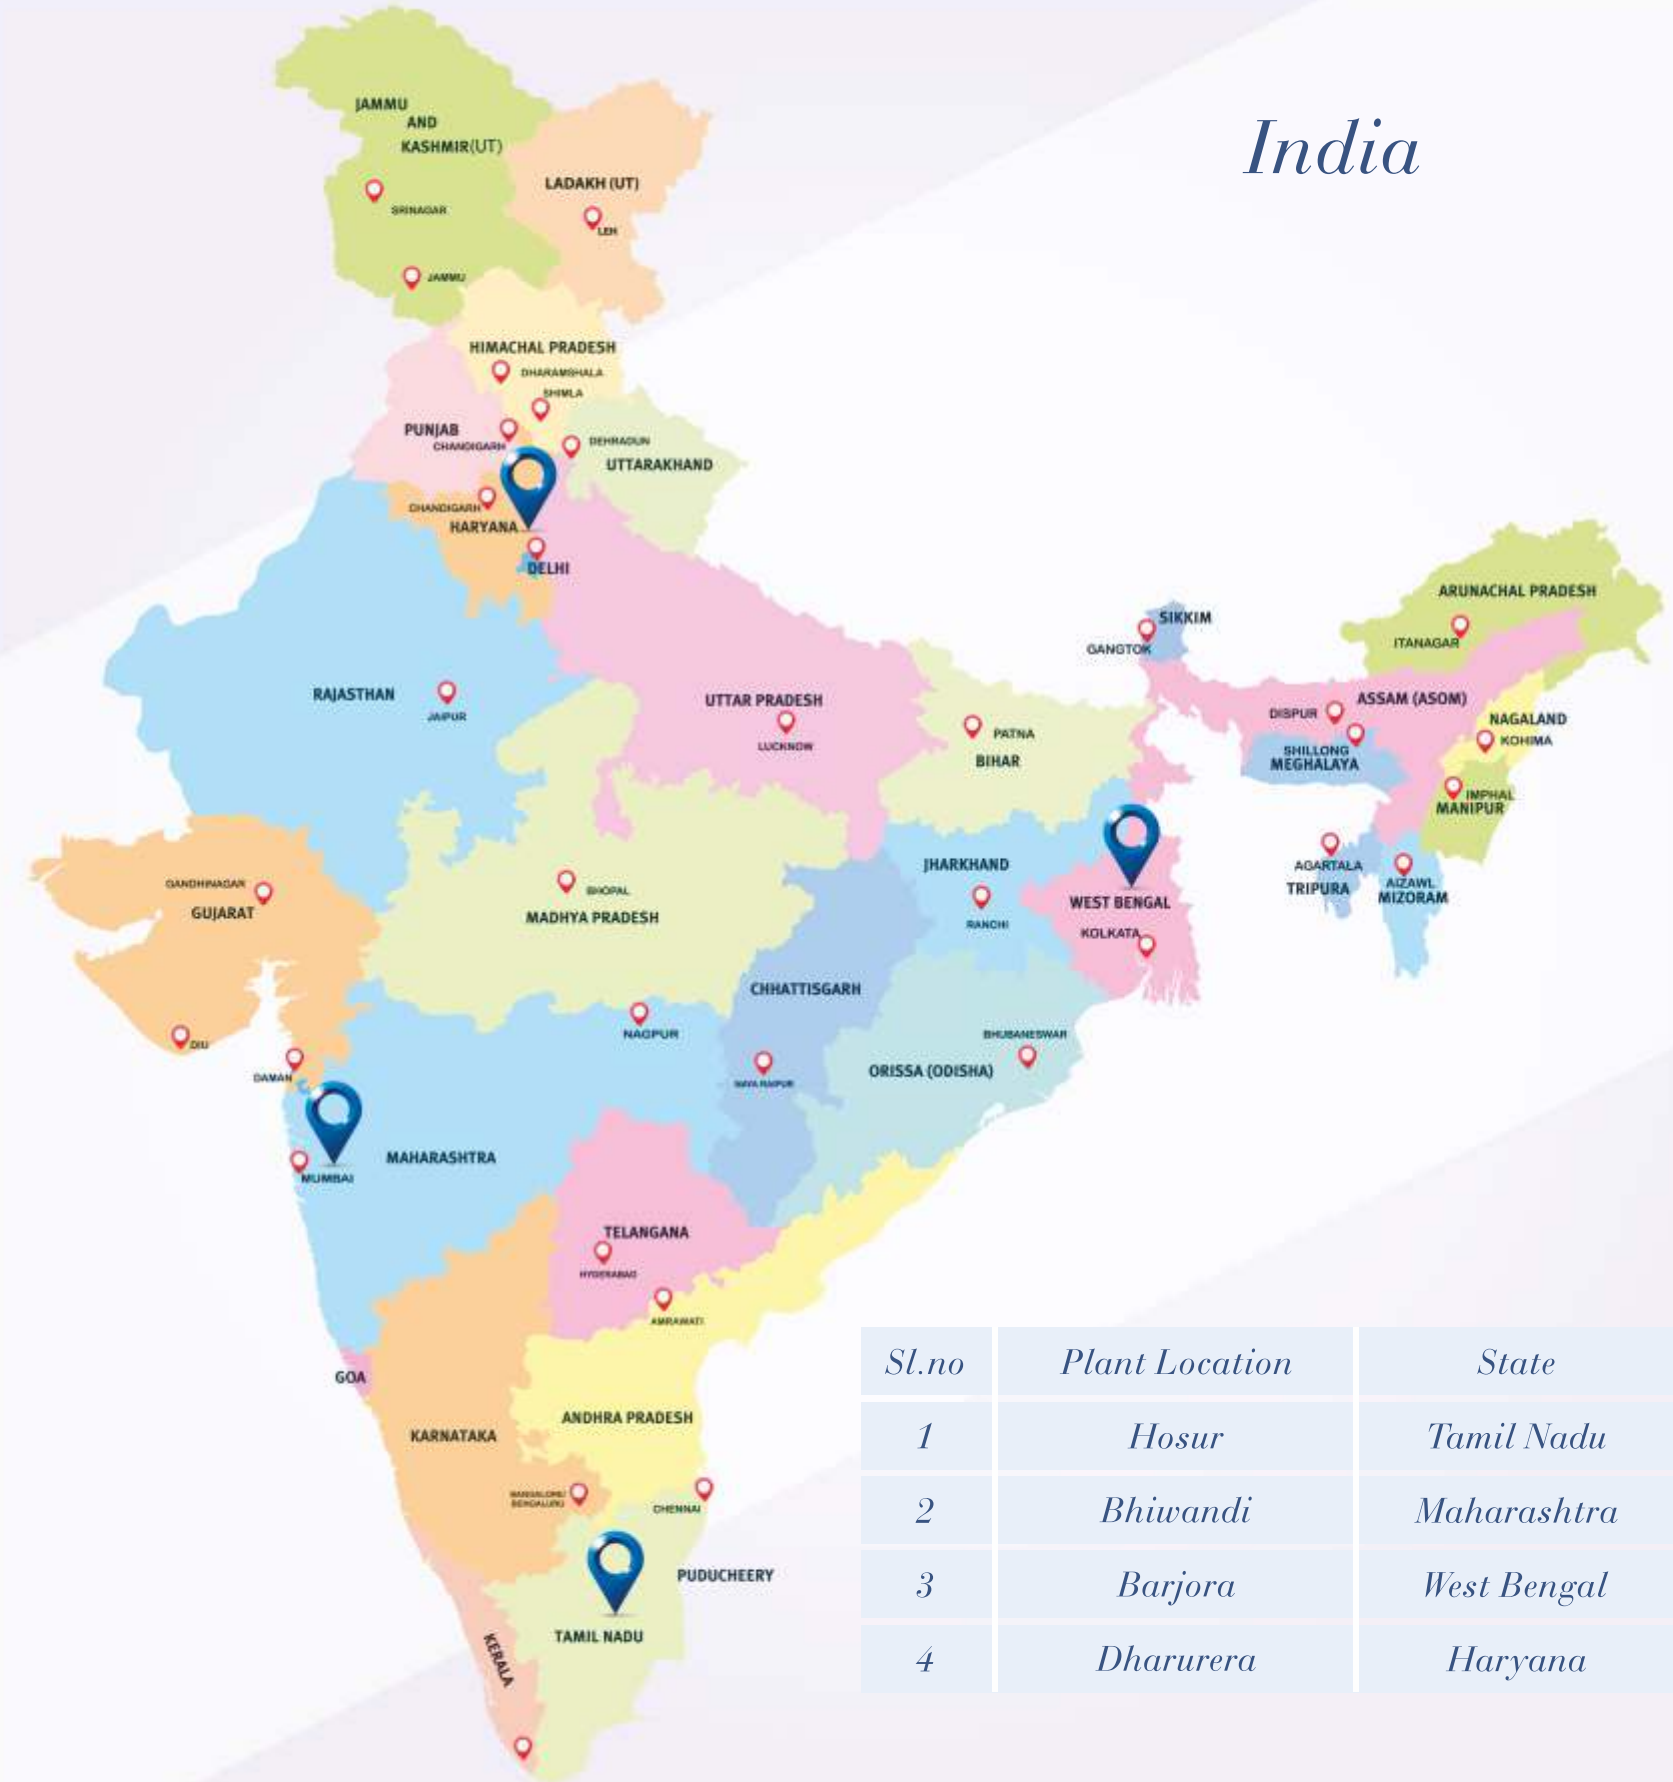 India
JAMMU
AND
KASHMIR(UT)
SRINAGAR
JAMMU
LADAKH (UT)
LEH
HIMACHAL PRADESH
DHARAMSHALA
SHIMLA
PUNJAB
CHANDIGARH
DEHRADUN
UTTARAKHAND
CHANDIGARH
HARYANA
DELHI
RAJASTHAN
JAIPUR
UTTAR PRADESH
LUCKNOW
PATNA
BIHAR
SIKKIM
GANGTOK
ARUNACHAL PRADESH
ITANAGAR
ASSAM (ASOM)
DISPUR
NAGALAND
KOHIMA
SHILLONG
MEGHALAYA
IMPHAL
MANIPUR
AGARTALA
TRIPURA
AIZAWL
MIZORAM
GANDHINAGAR
GUJARAT
DIU
DAMAN
BHOPAL
MADHYA PRADESH
JHARKHAND
RANCHI
WEST BENGAL
KOLKATA
CHHATTISGARH
NAYA RAIPUR
BHUBANESWAR
ORISSA (ODISHA)
NAGPUR
MAHARASHTRA
MUMBAI
TELANGANA
HYDERABAD
AMRAWATI
GOA
KARNATAKA
ANDHRA PRADESH
BANGALORE/
BENGALURU
CHENNAI
PUDUCHEERY
TAMIL NADU
KERALA
Sl.no Plant Location State
1 Hosur Tamil Nadu
2 Bhiwandi Maharashtra
3 Barjora West Bengal
4 Dharurera Haryana